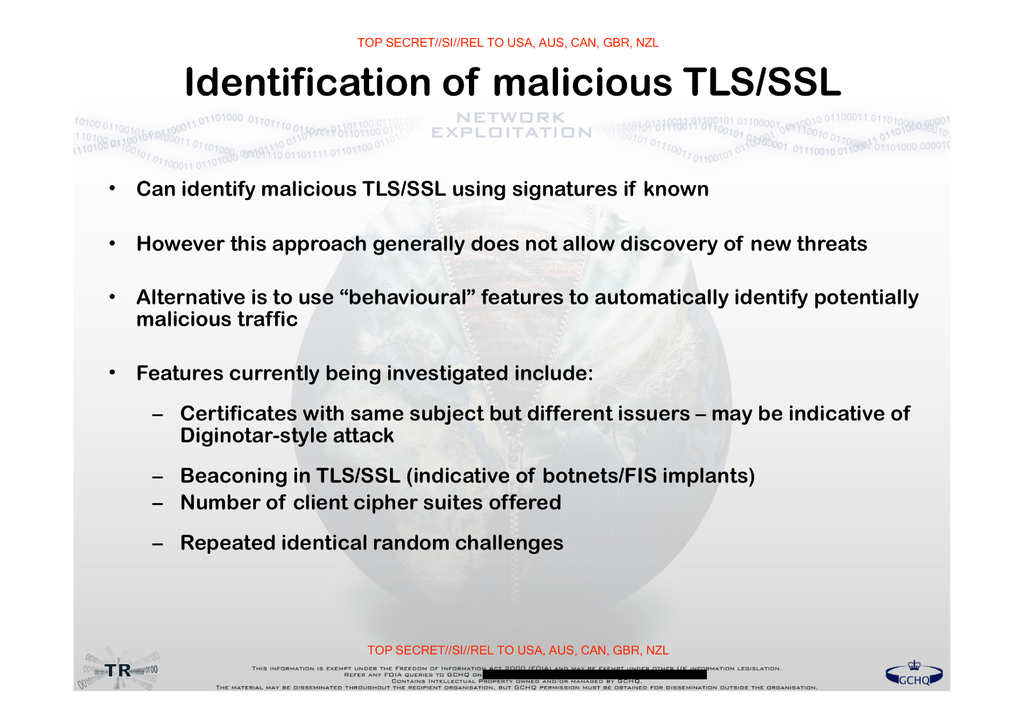 TOP SECRET//SI//REL TO USA, AUS, CAN, GBR, NZL
Identification of malicious TLS/SSL
NETWORK
EXPLOITATION
• Can identify malicious TLS/SSL using signatures if known
• However this approach generally does not allow discovery of new threats
• Alternative is to use “behavioural” features to automatically identify potentially
malicious traffic
• Features currently being investigated include:
– Certificates with same subject but different issuers – may be indicative of
Diginotar-style attack
– Beaconing in TLS/SSL (indicative of botnets/FIS implants)
– Number of client cipher suites offered
– Repeated identical random challenges
TOP SECRET//SI//REL TO USA, AUS, CAN, GBR, NZL
TR
This information is exempt under the Freedom of Information Act 2000 (FOIA) and may be exempt under other UK information legislation.
Refer any FOIA queries to GCHQ on
Contains Intellectual Property owned and/or managed by GCHQ.
The material may be disseminated throughout the recipient organisation, but GCHQ permission must be obtained for dissemination outside the organisation.
GCHQ